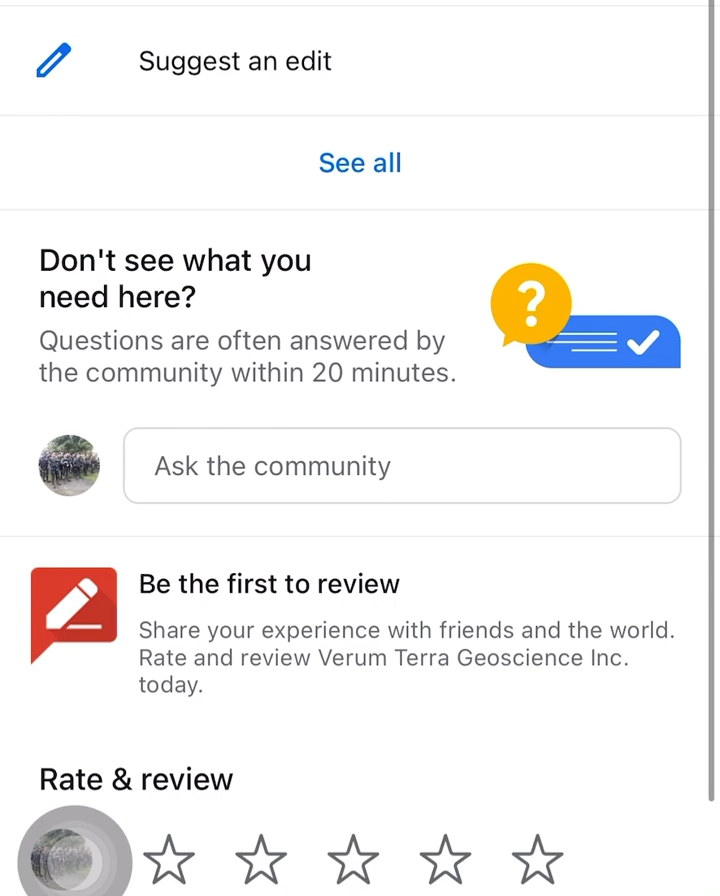 Suggest an edit
See all
Don't see what you
need here?
Questions are often answered by
the community within 20 minutes.
Ask the community
Be the first to review
Share your experience with friends and the world.
Rate and review Verum Terra Geoscience Inc.
today.
Rate & review